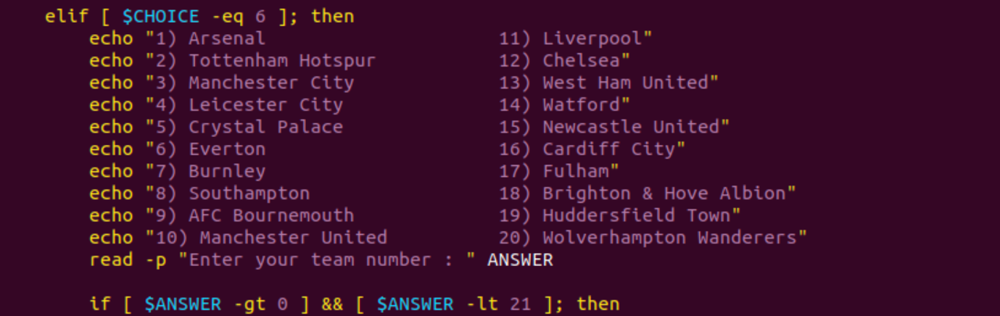 elif [ $CHOICE -eq 6 ]; then
echo "1) Arsenal                     11) Liverpool"
echo "2) Tottenham Hotspur           12) Chelsea"
echo "3) Manchester City             13) West Ham United"
echo "4) Leicester City              14) Watford"
echo "5) Crystal Palace              15) Newcastle United"
echo "6) Everton                     16) Cardiff City"
echo "7) Burnley                     17) Fulham"
echo "8) Southampton                 18) Brighton & Hove Albion"
echo "9) AFC Bournemouth             19) Huddersfield Town"
echo "10) Manchester United          20) Wolverhampton Wanderers"
read -p "Enter your team number : " ANSWER
if [ $ANSWER -gt 0 ] && [ $ANSWER -lt 21 ]; then